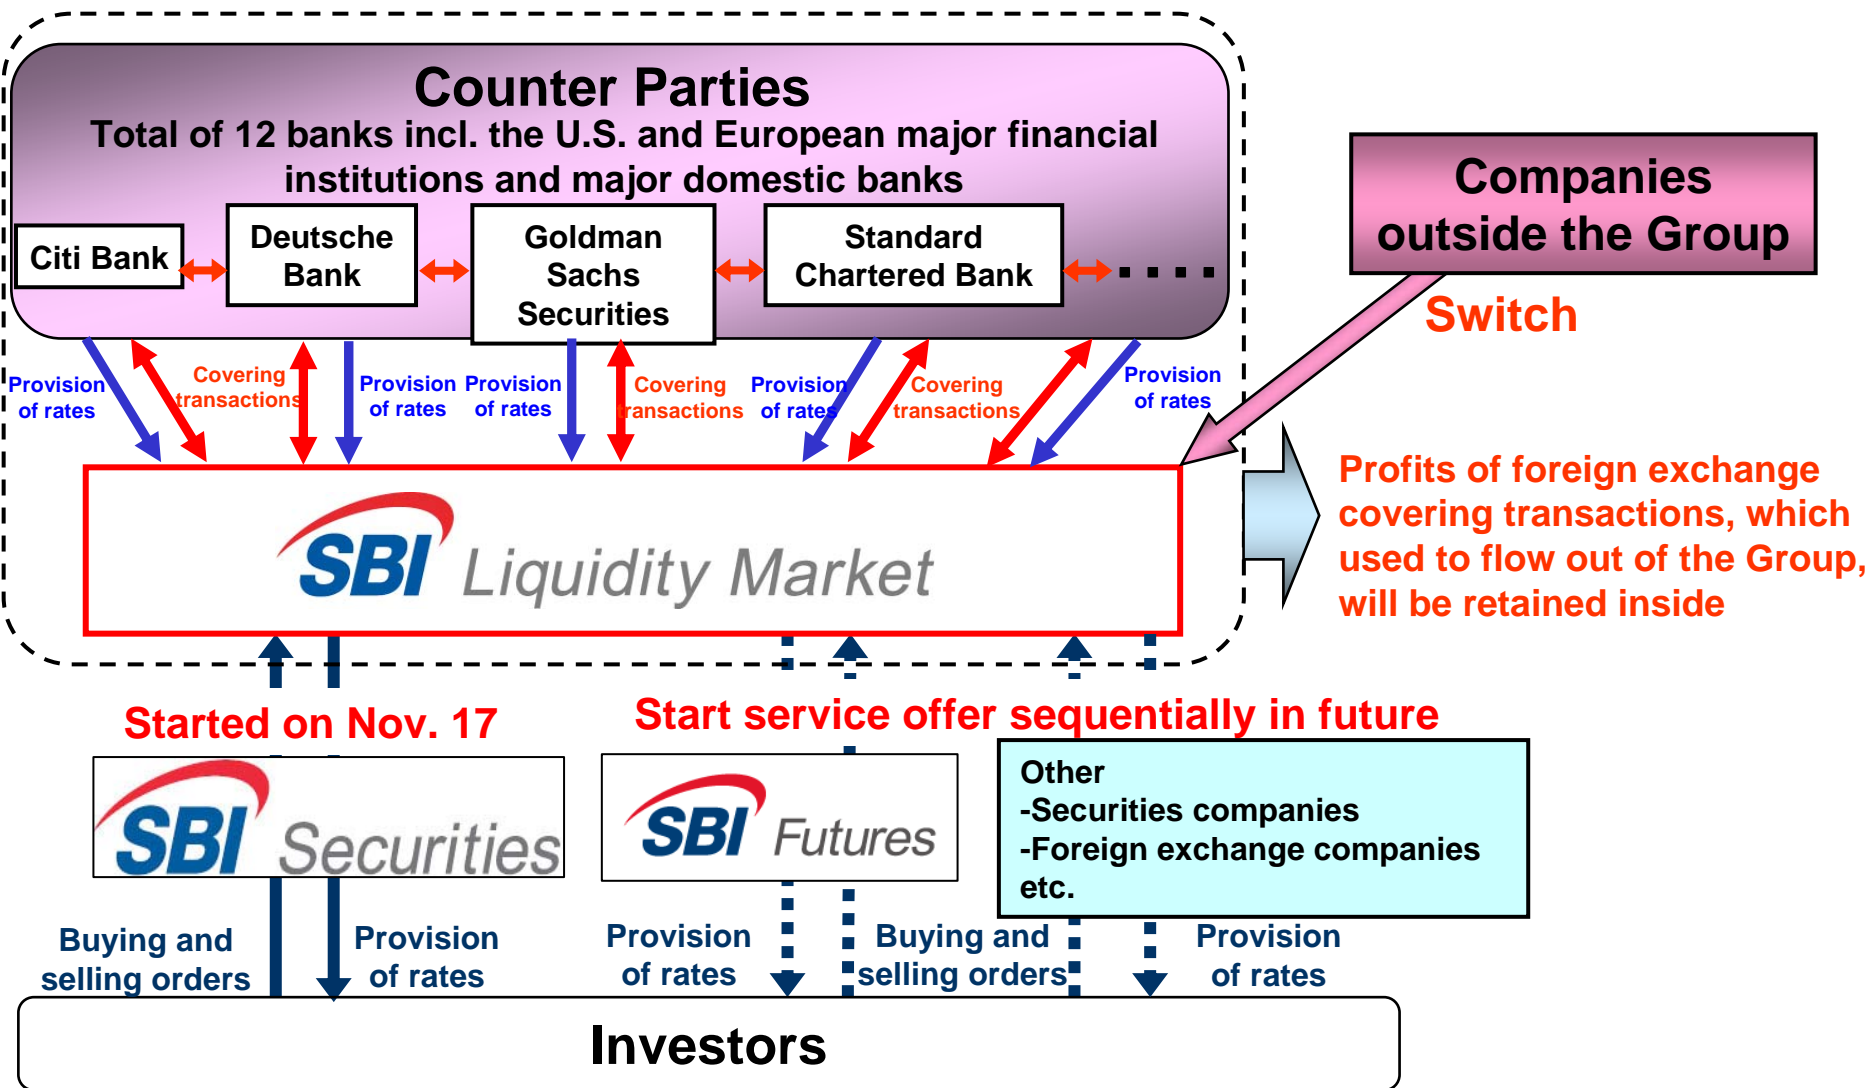 Counter Parties
Total of 12 banks incl. the U.S. and European major financial
institutions and major domestic banks
Citi Bank
Deutsche
Bank
Goldman
Sachs
Securities
Standard
Chartered Bank
. . . .
Companies
outside the Group
Switch
Provision
of rates
Covering
transactions
Provision
of rates
Provision
of rates
Covering
transactions
Provision
of rates
Covering
transactions
Provision
of rates
SBI Liquidity Market
Profits of foreign exchange
covering transactions, which
used to flow out of the Group,
will be retained inside
Started on Nov. 17
Start service offer sequentially in future
SBI Securities
SBI Futures
Other
-Securities companies
-Foreign exchange companies
etc.
Buying and
selling orders
Provision
of rates
Provision
of rates
Buying and
selling orders
Provision
of rates
Investors